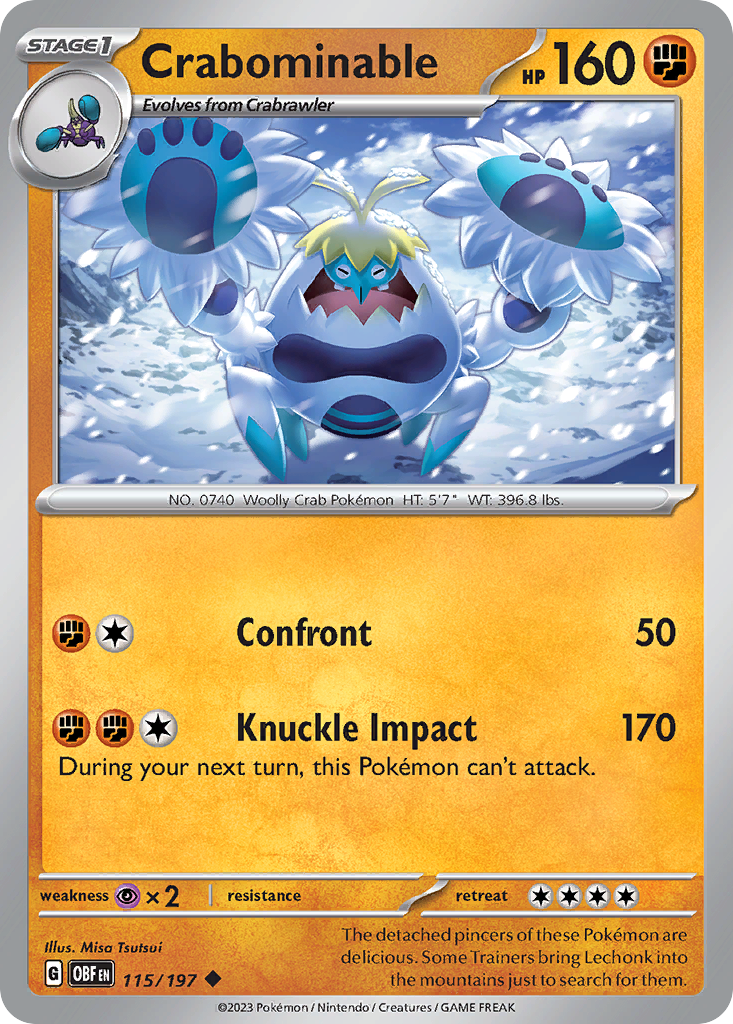 STAGE1
Crabominable
HP 160
Evolves from Crabrawler
NO. 0740 Woolly Crab Pokémon HT: 5'7" WT: 396.8 lbs.
Confront 50
Knuckle Impact 170
During your next turn, this Pokémon can't attack.
weakness ×2 resistance retreat
Illus. Misa Tsutsui
The detached pincers of these Pokémon are
delicious. Some Trainers bring Lechonk into
the mountains just to search for them.
G OBF EN 115/197
©2023 Pokémon / Nintendo / Creatures / GAME FREAK